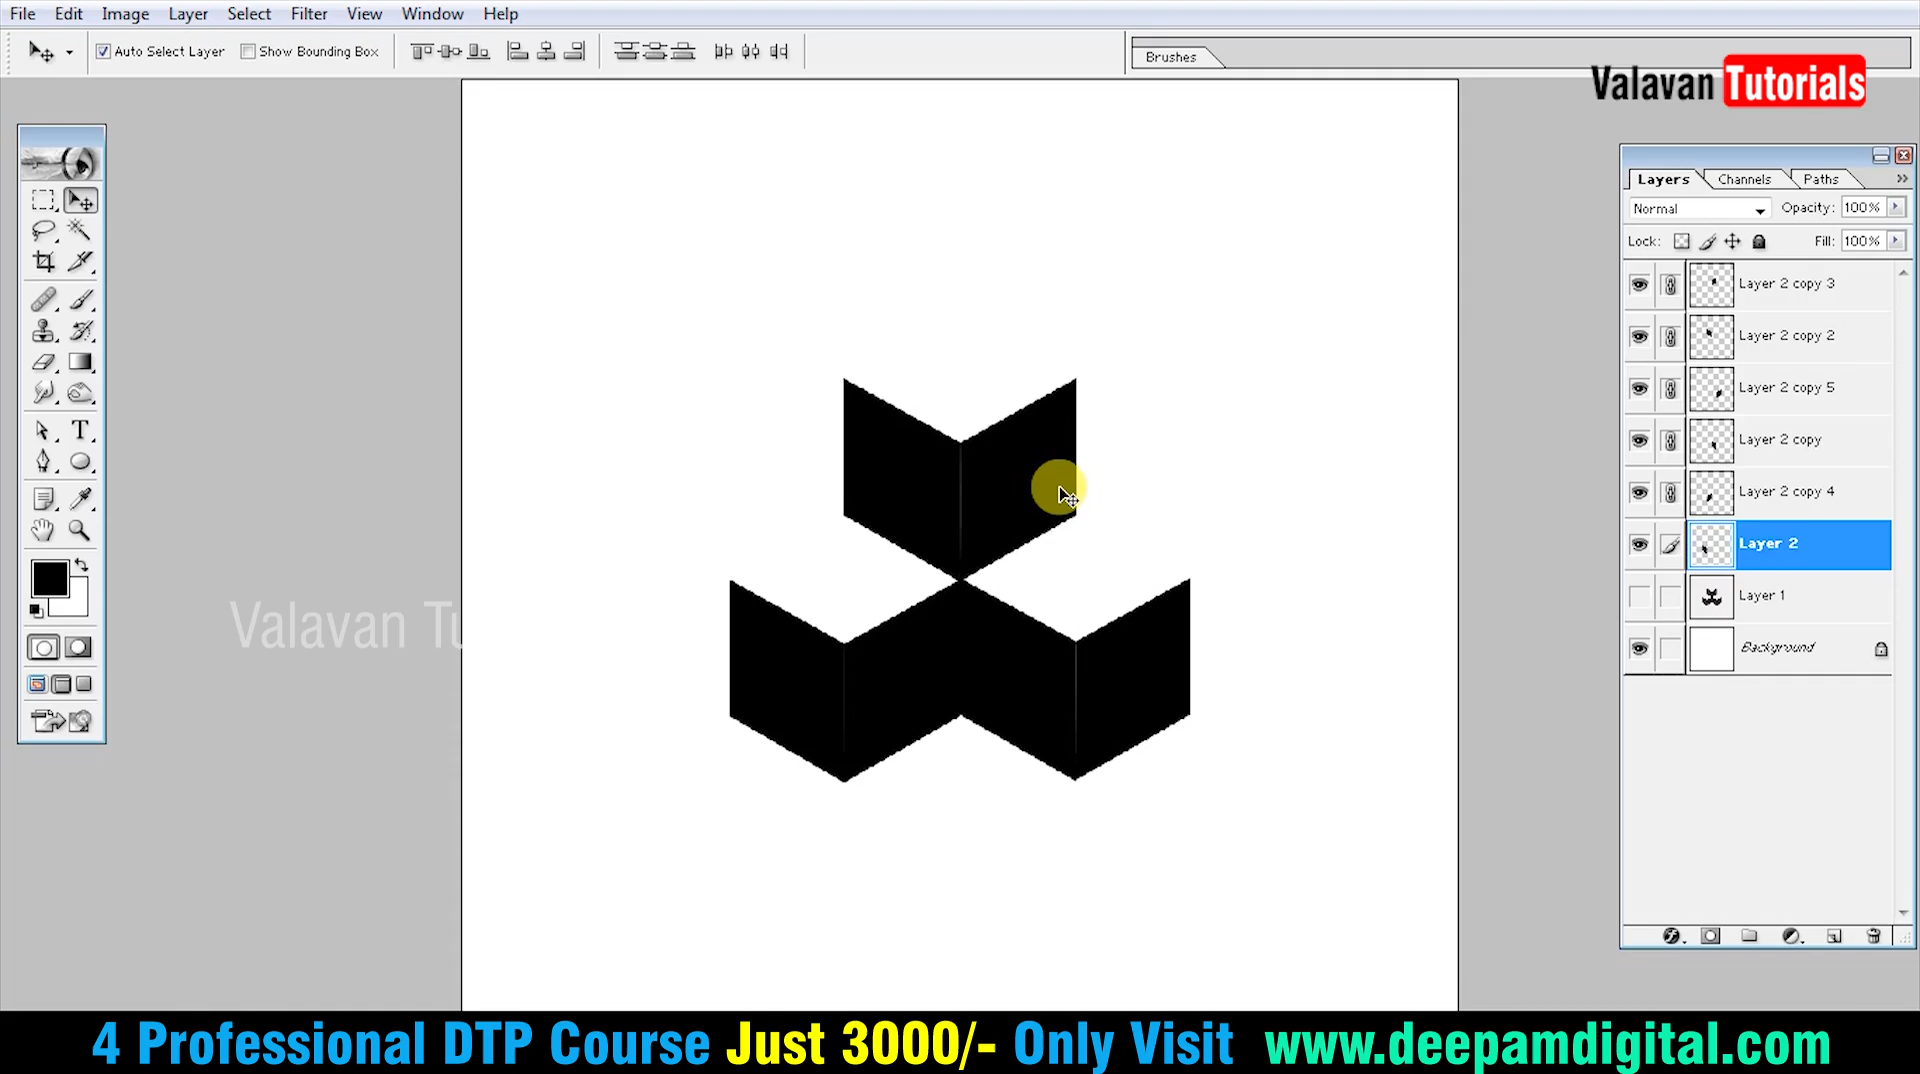 File Edit Image Layer Select Filter View Window Help
Auto Select Layer Show Bounding Box
Brushes
Valavan Tutorials
Layers Channels Paths
Normal Opacity: 100%
Lock: Fill: 100%
Layer 2 copy 3
Layer 2 copy 2
Layer 2 copy 5
Layer 2 copy
Layer 2 copy 4
Layer 2
Layer 1
Background
T
Valavan Tu
4 Professional DTP Course Just 3000/- Only Visit www.deepamdigital.com